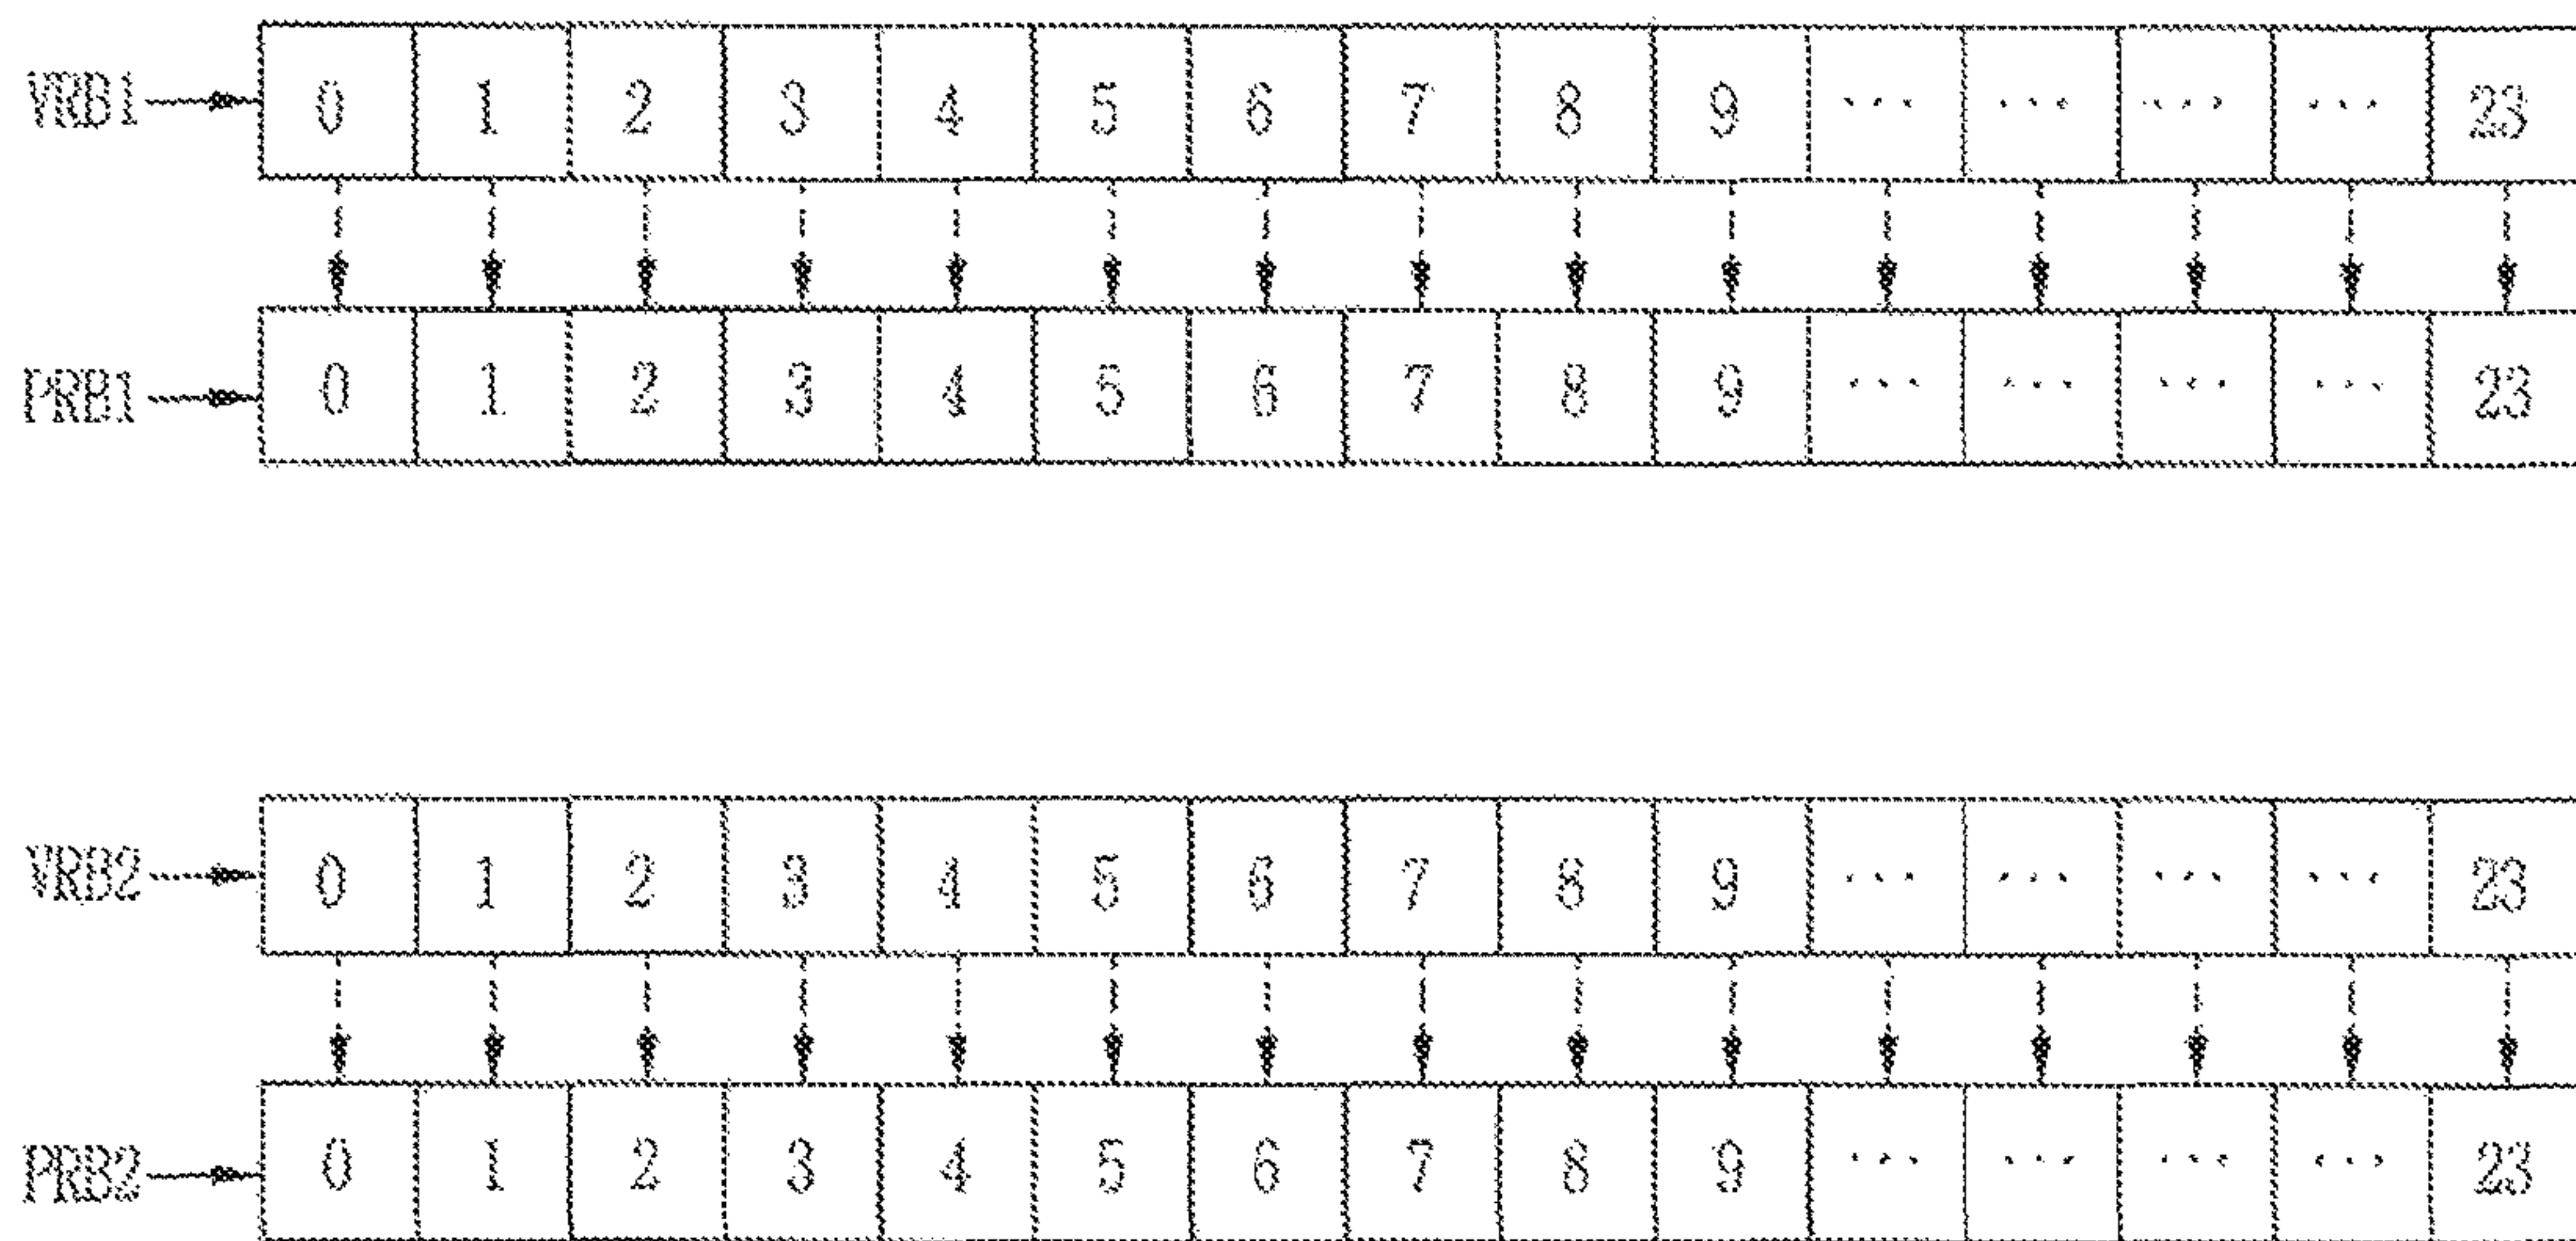 VRB1 0 1 2 3 4 5 6 7 8 9 ... ... ... ... 23
PRB1 0 1 2 3 4 5 6 7 8 9 ... ... ... ... 23
VRB2 0 1 2 3 4 5 6 7 8 9 ... ... ... ... 23
PRB2 0 1 2 3 4 5 6 7 8 9 ... ... ... ... 23